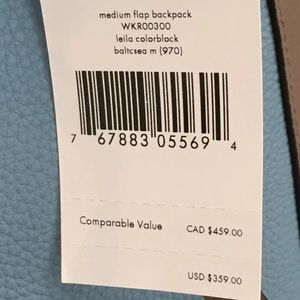 medium flap backpack
WKR00300
leila colorblock
baltcsea m (970)
7 67883 05569 4
Comparable Value CAD $459.00
USD $359.00